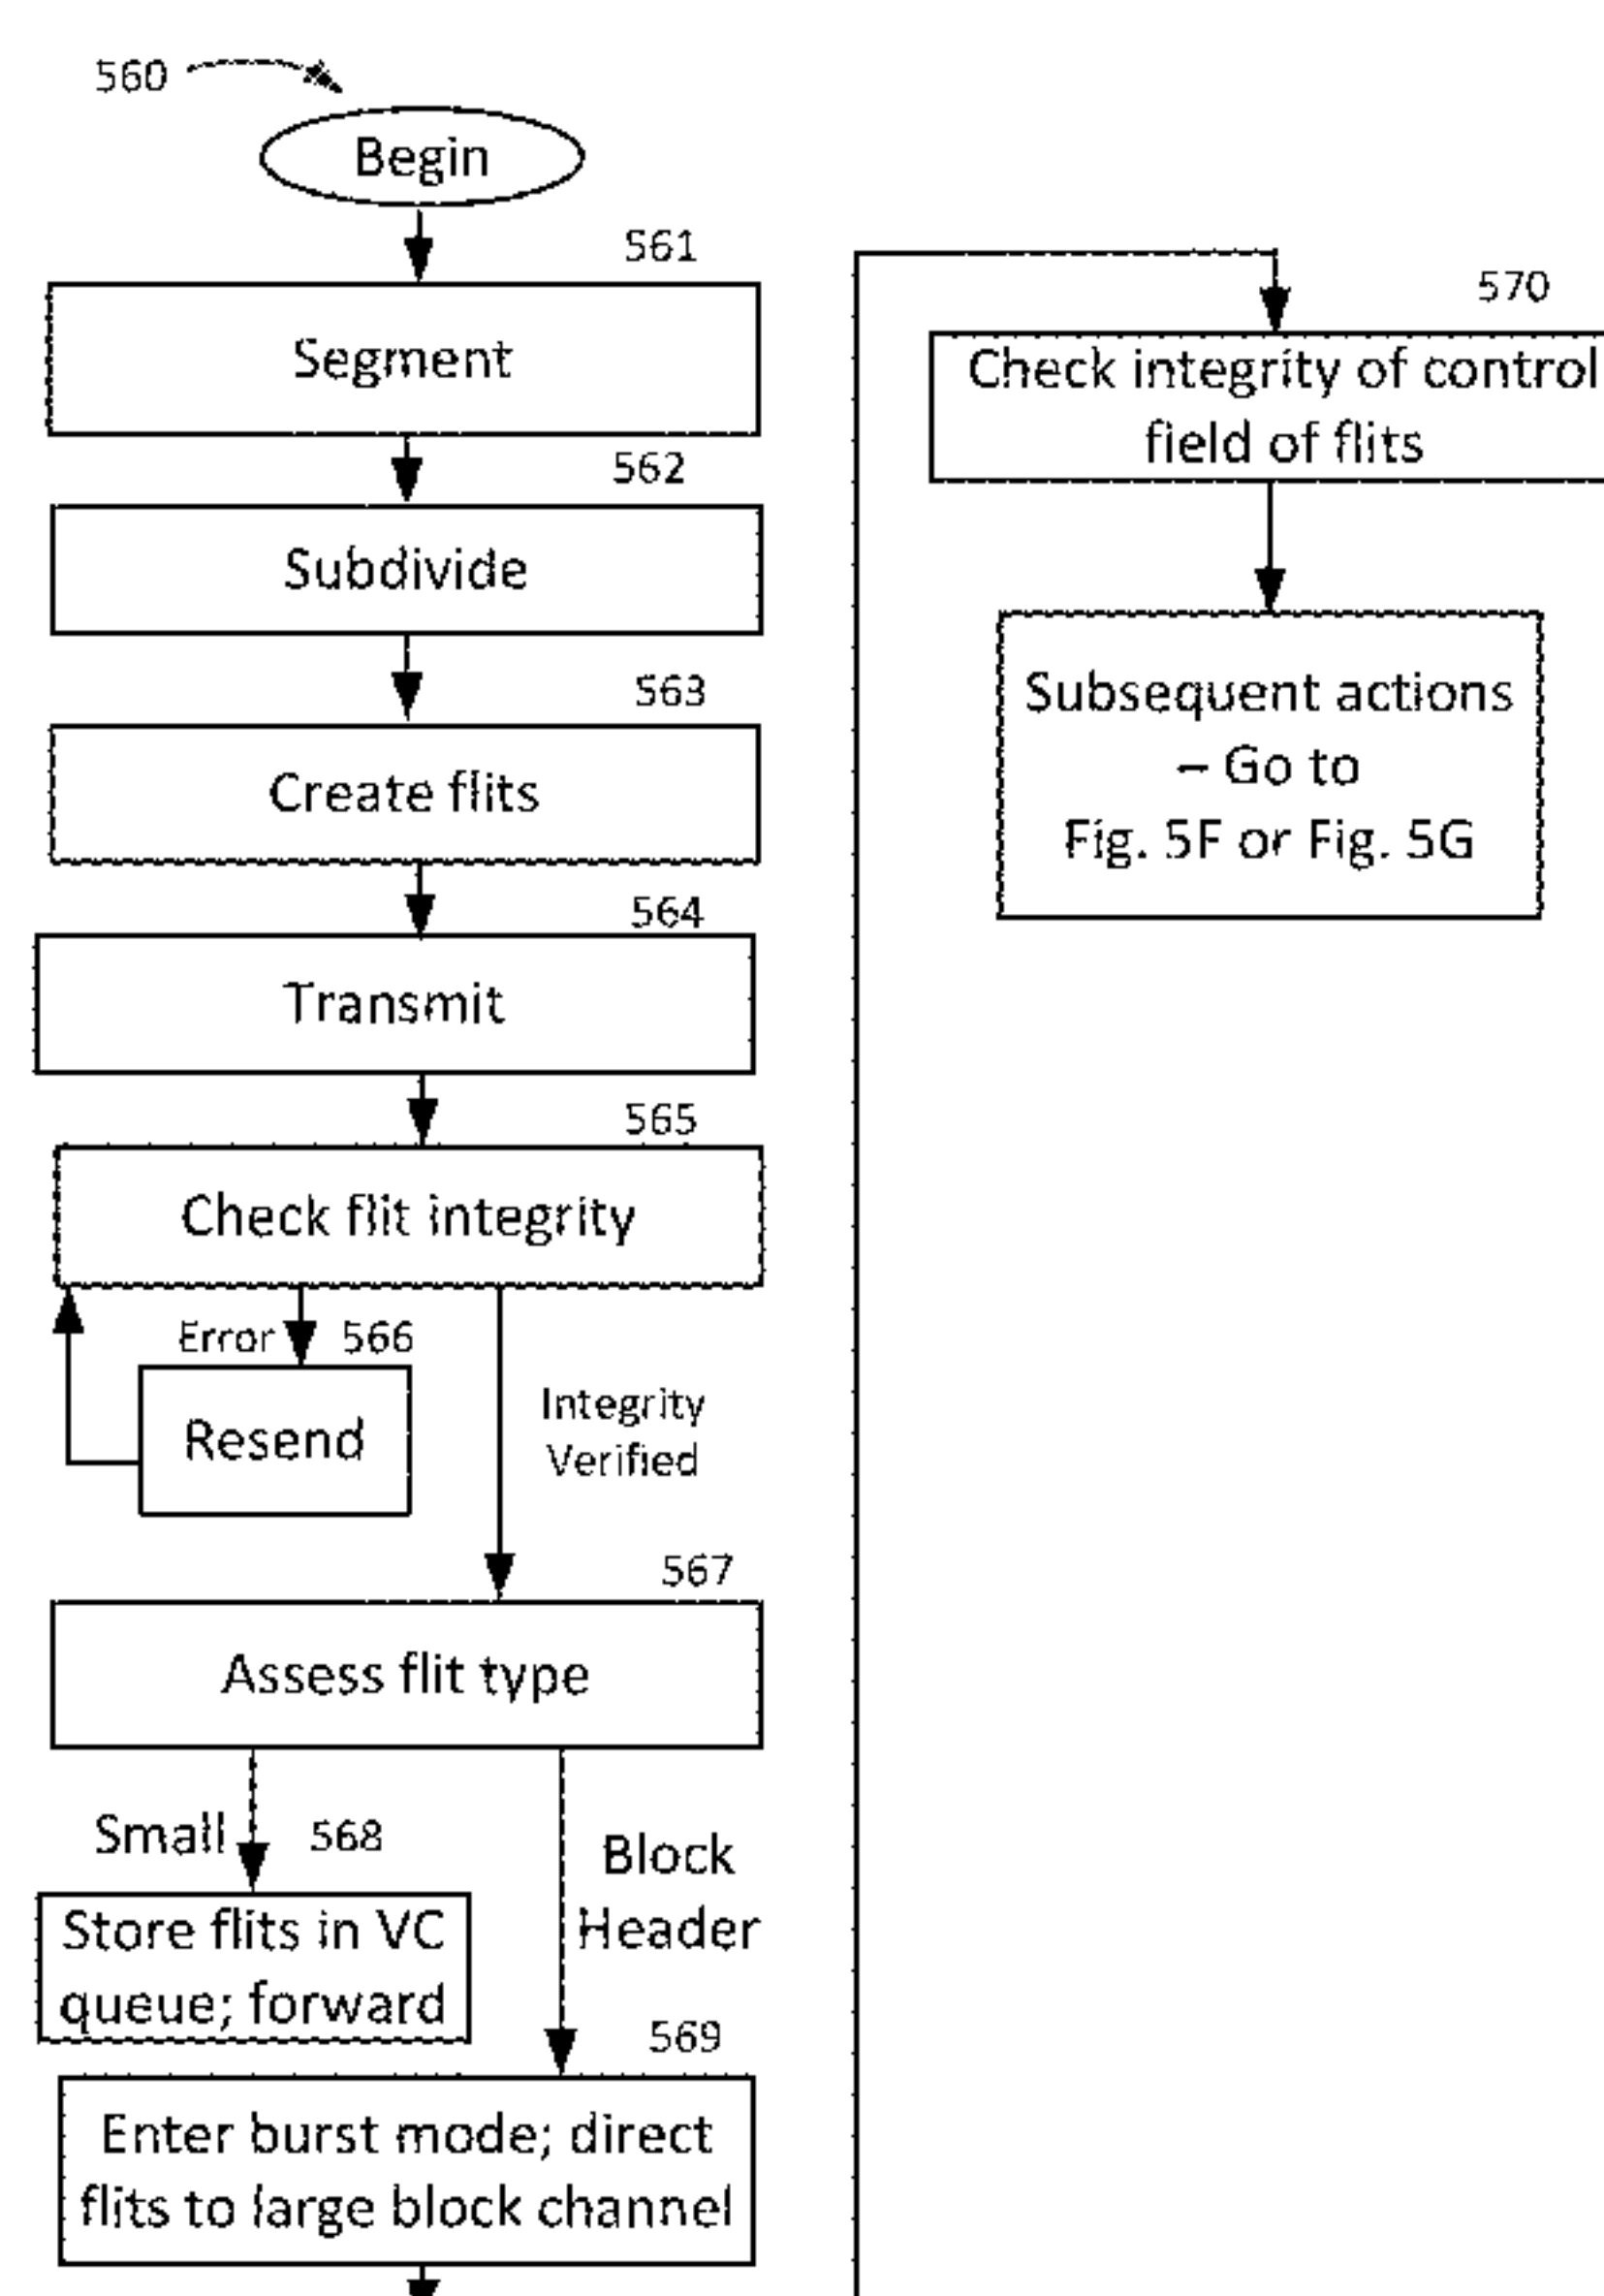 560
Begin
561
Segment
562
Subdivide
563
Create flits
564
Transmit
565
Check flit integrity
Error
566
Resend
Integrity
Verified
567
Assess flit type
Small
568
Store flits in VC
queue; forward
Block
Header
569
Enter burst mode; direct
flits to large block channel
570
Check integrity of control
field of flits
Subsequent actions
– Go to
Fig. 5F or Fig. 5G